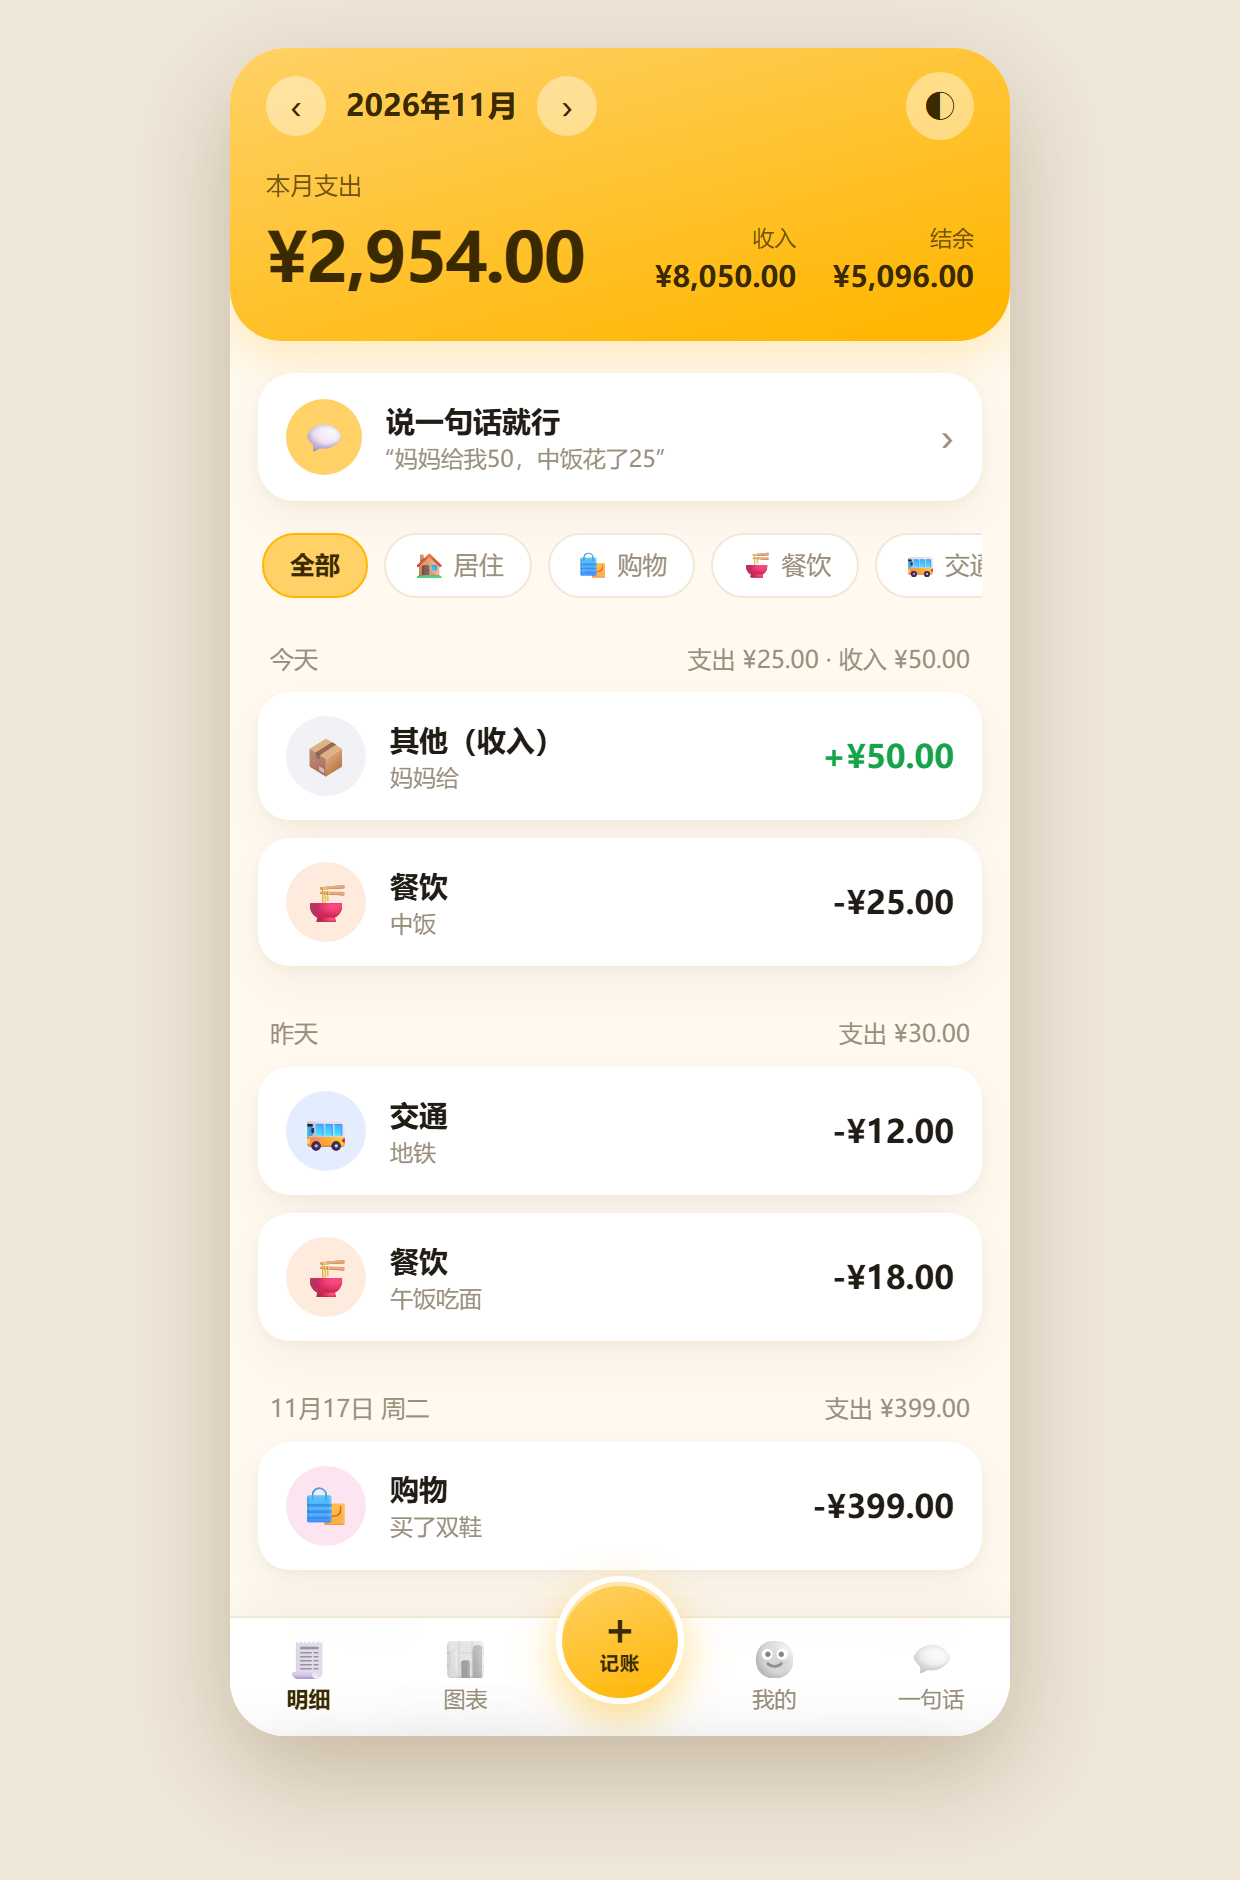 ‹ 2026年11月 ›
本月支出
¥2,954.00
收入
¥8,050.00
结余
¥5,096.00
说一句话就行
“妈妈给我50，中饭花了25”
›
全部
居住
购物
餐饮
交通
今天
支出 ¥25.00 · 收入 ¥50.00
其他（收入）
妈妈给
+¥50.00
餐饮
中饭
-¥25.00
昨天
支出 ¥30.00
交通
地铁
-¥12.00
餐饮
午饭吃面
-¥18.00
11月17日 周二
支出 ¥399.00
购物
买了双鞋
-¥399.00
明细
图表
+
记账
我的
一句话